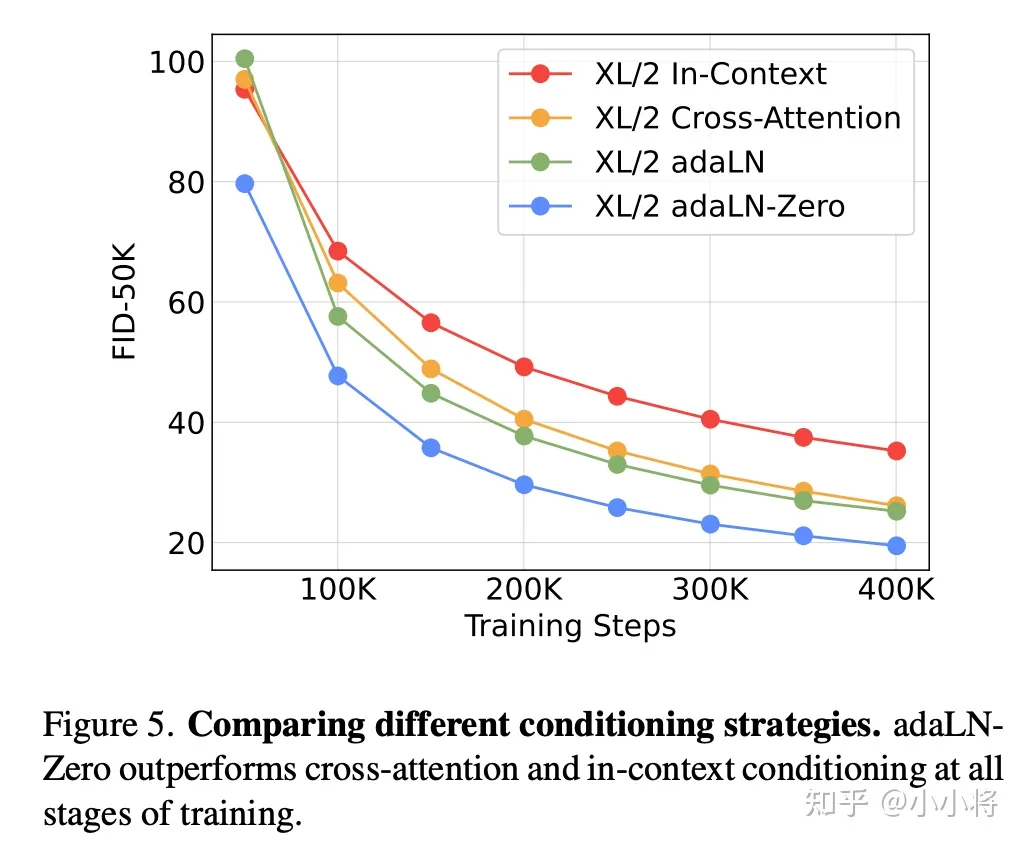 100
80
60
40
20
FID-50K
XL/2 In-Context
XL/2 Cross-Attention
XL/2 adaLN
XL/2 adaLN-Zero
100K 200K 300K 400K
Training Steps
Figure 5. Comparing different conditioning strategies. adaLN-
Zero outperforms cross-attention and in-context conditioning at all
stages of training.
知乎 @小小将